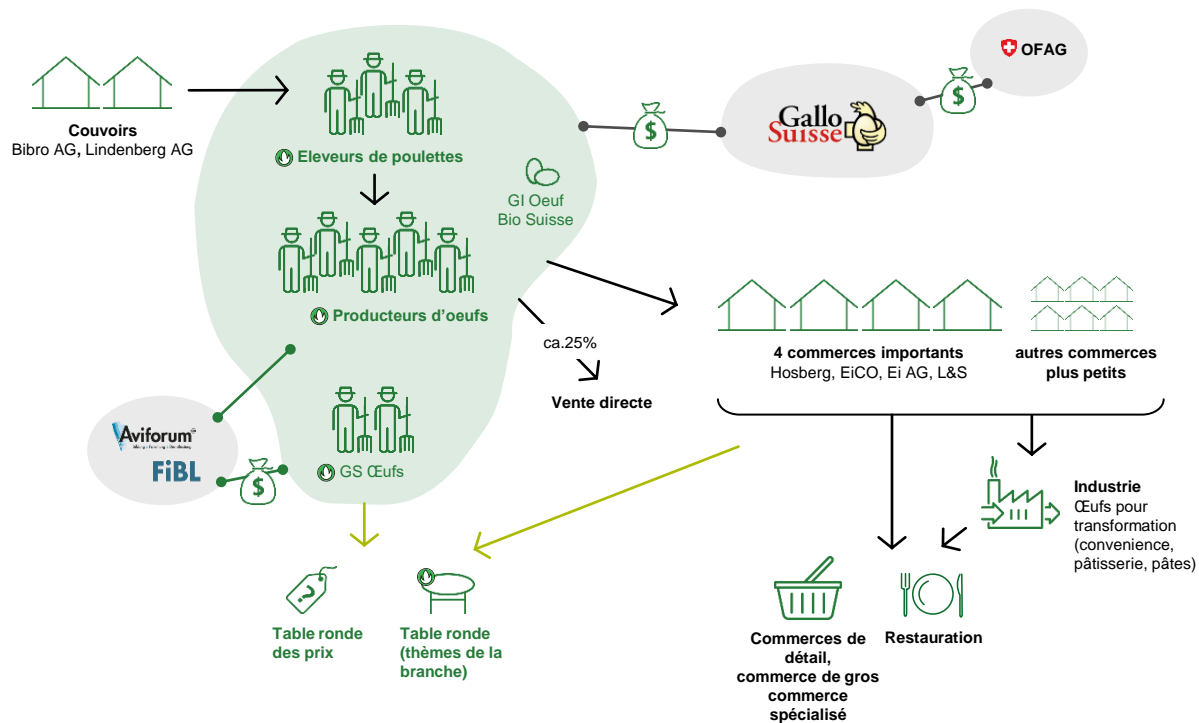 OFAG
Gallo
Suisse
Couvoirs
Bibro AG, Lindenberg AG
Eleveurs de poulettes
GI Oeuf
Bio Suisse
Producteurs d'oeufs
ca.25%
Vente directe
4 commerces importants
Hosberg, EiCO, Ei AG, L&S
autres commerces
plus petits
Aviforum
FiBL
GS Œufs
Industrie
Œufs pour
transformation
(convenience,
pâtisserie, pâtes)
Table ronde
des prix
Table ronde
(thèmes de la
branche)
Commerces de
détail,
commerce de gros
commerce
spécialisé
Restauration